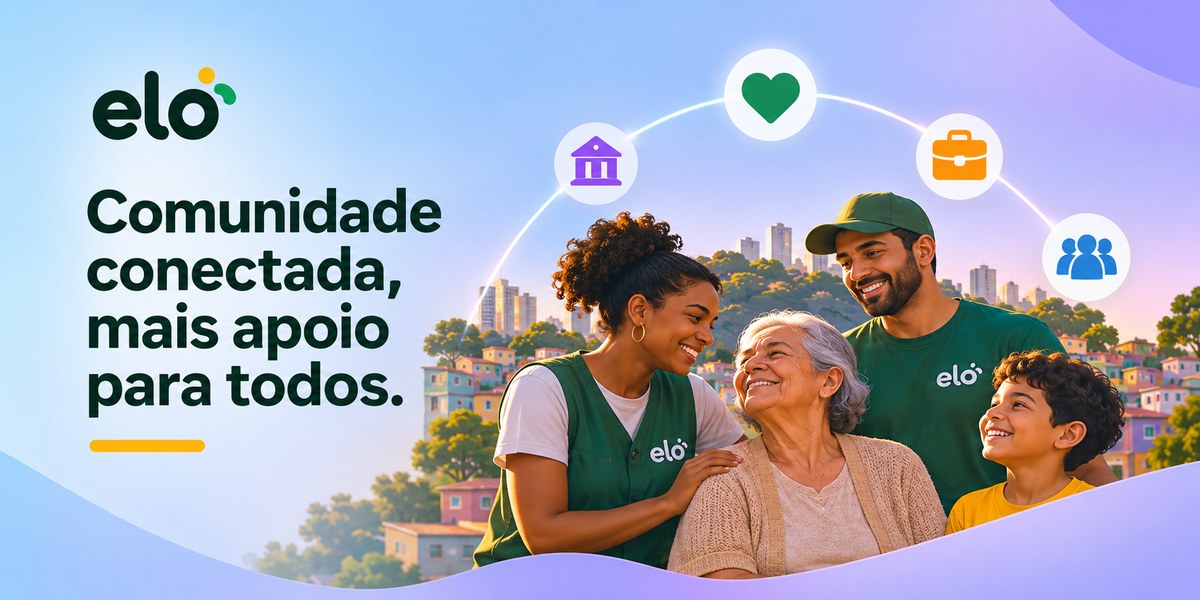 elo
Comunidade
conectada,
mais apoio
para todos.
elo
elo